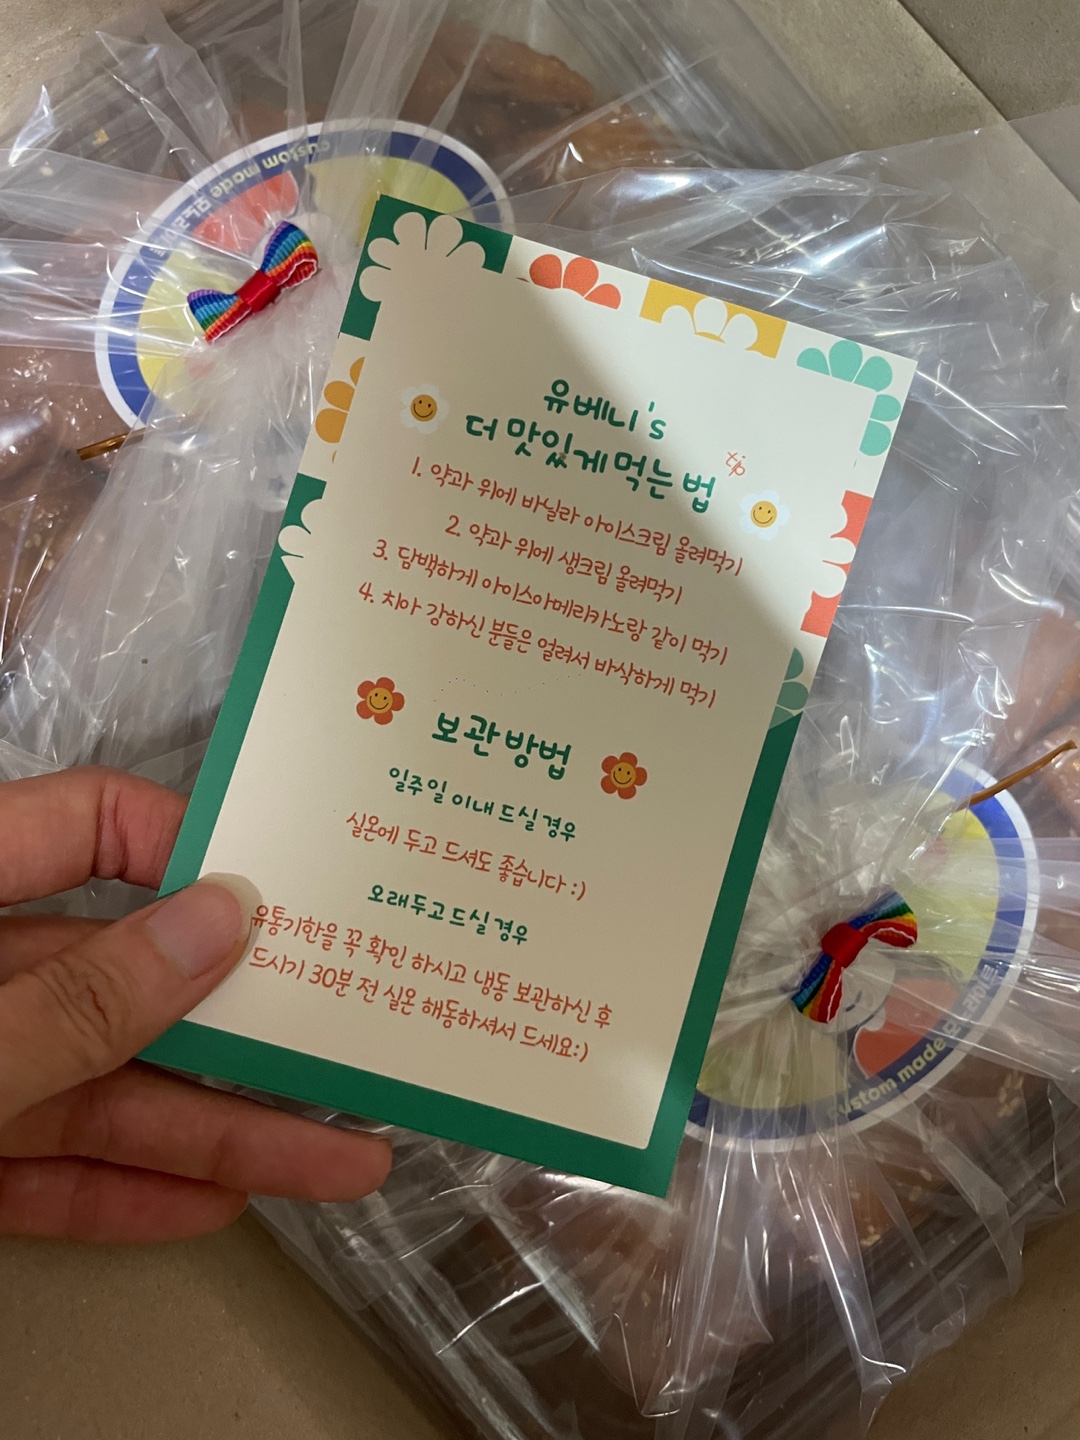 custom made
유베니's
더 맛있게 먹는 법 tip
1. 약과 위에 바닐라 아이스크림 올려먹기
2. 약과 위에 생크림 올려먹기
3. 담백하게 아이스아메리카노랑 같이 먹기
4. 치아 강하신 분들은 얼려서 바삭하게 먹기
보관방법
일주일 이내 드실 경우
실온에 두고 드셔도 좋습니다 :)
오래두고 드실 경우
유통기한을 꼭 확인 하시고 냉동 보관하신 후
드시기 30분 전 실온 해동하셔서 드세요:)
custom made